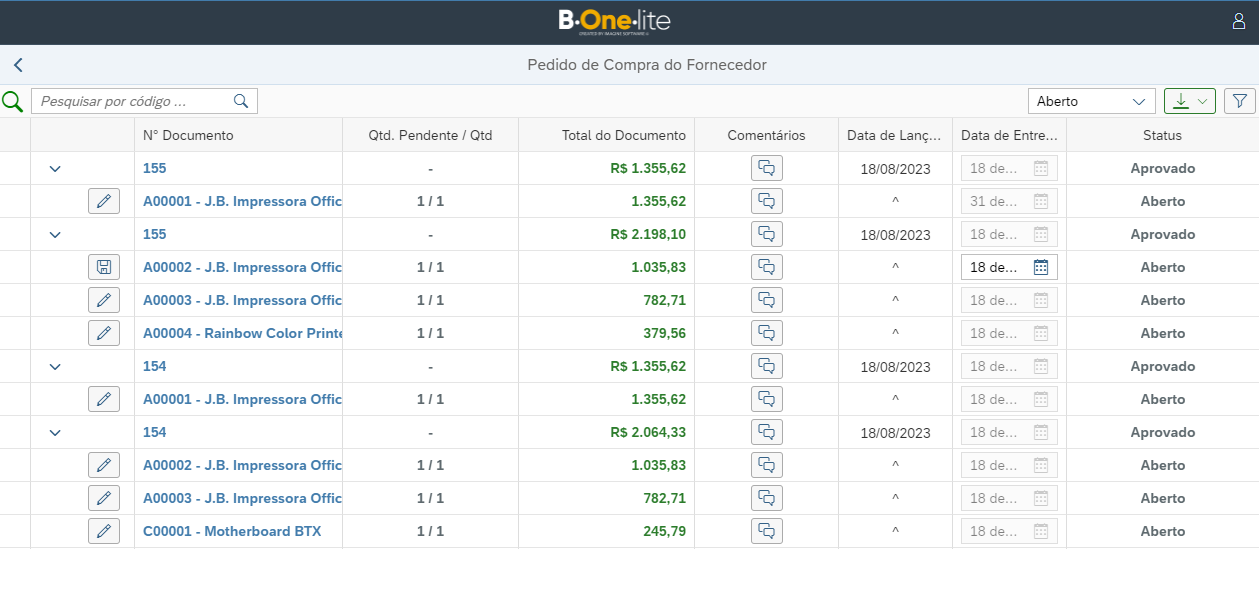 B·One·lite
CREATED BY IMAGINE SOFTWARE®
Pedido de Compra do Fornecedor
Pesquisar por código ... Aberto
N° Documento Qtd. Pendente / Qtd Total do Documento Comentários Data de Lanç... Data de Entre... Status
155 - R$ 1.355,62 18/08/2023 18 de... Aprovado
A00001 - J.B. Impressora Offic 1 / 1 1.355,62 ^ 31 de... Aberto
155 - R$ 2.198,10 18/08/2023 18 de... Aprovado
A00002 - J.B. Impressora Offic 1 / 1 1.035,83 ^ 18 de... Aberto
A00003 - J.B. Impressora Offic 1 / 1 782,71 ^ 18 de... Aberto
A00004 - Rainbow Color Printe 1 / 1 379,56 ^ 18 de... Aberto
154 - R$ 1.355,62 18/08/2023 18 de... Aprovado
A00001 - J.B. Impressora Offic 1 / 1 1.355,62 ^ 18 de... Aberto
154 - R$ 2.064,33 18/08/2023 18 de... Aprovado
A00002 - J.B. Impressora Offic 1 / 1 1.035,83 ^ 18 de... Aberto
A00003 - J.B. Impressora Offic 1 / 1 782,71 ^ 18 de... Aberto
C00001 - Motherboard BTX 1 / 1 245,79 ^ 18 de... Aberto